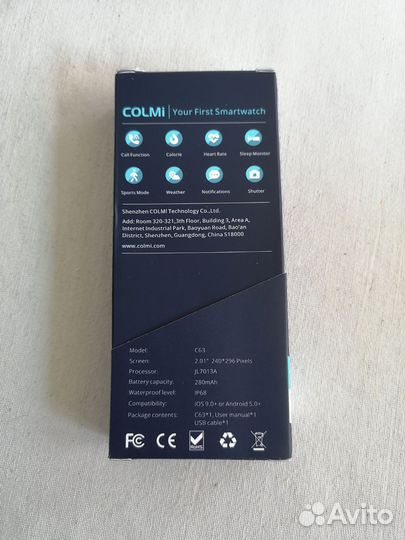 COLMi | Your First Smartwatch
Call Function Calorie Heart Rate Sleep Monitor
Sports Mode Weather Notifications Shutter
Shenzhen COLMI Technology Co.,Ltd.
Add: Room 320-321,3th Floor, Building 3, Area A,
Internet Industrial Park, Baoyuan Road, Bao'an
District, Shenzhen, Guangdong, China 518000
www.colmi.com
Model: C63
Screen: 2.01" 240*296 Pixels
Processor: JL7013A
Battery capacity: 280mAh
Waterproof level: IP68
Compatibility: iOS 9.0+ or Android 5.0+
Package contents: C63*1, User manual*1
USB cable*1
FC CE RoHS
Avito